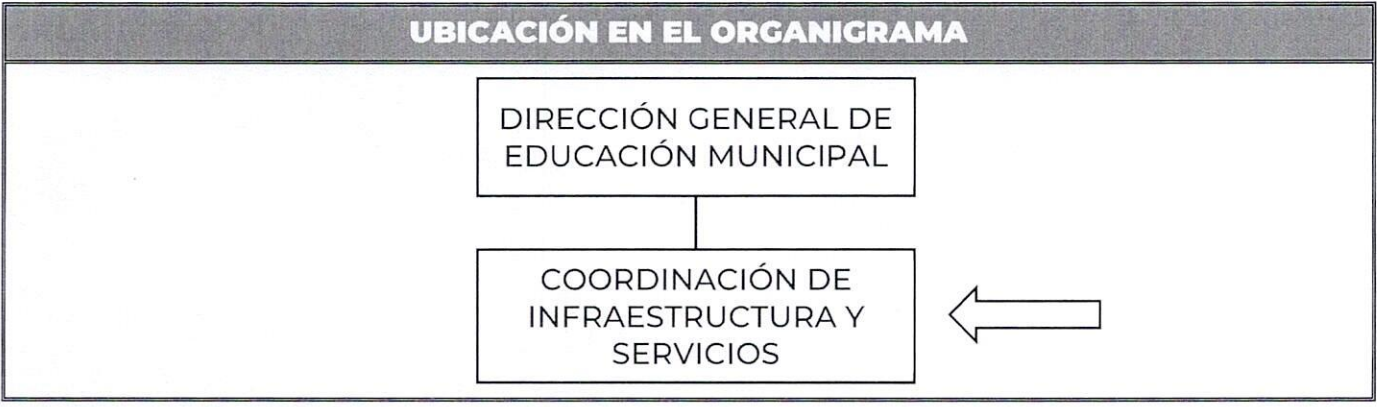 UBICACIÓN EN EL ORGANIGRAMA
DIRECCIÓN GENERAL DE
EDUCACIÓN MUNICIPAL
COORDINACIÓN DE
INFRAESTRUCTURA Y
SERVICIOS